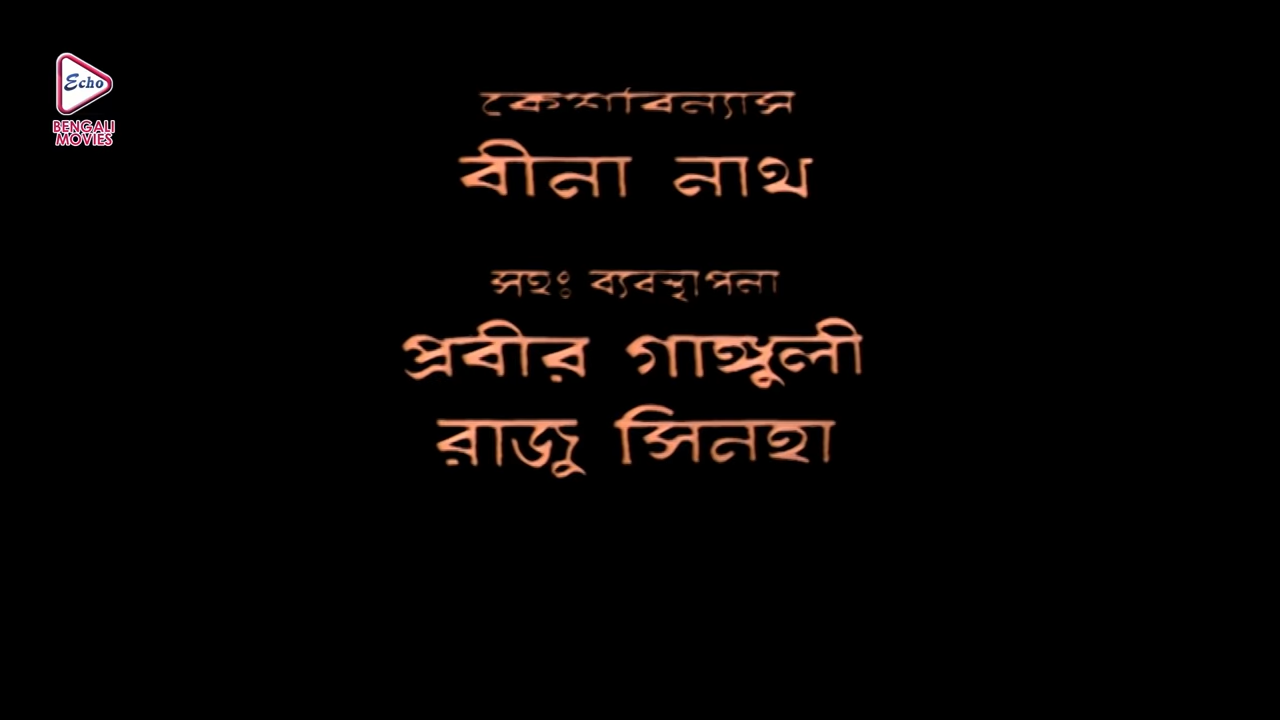 Echo
BENGALI
MOVIES
কেশবিন্যাস
বীনা নাথ
সহঃ ব্যবস্থাপনা
প্রবীর গাঙ্গুলী
রাজু সিনহা